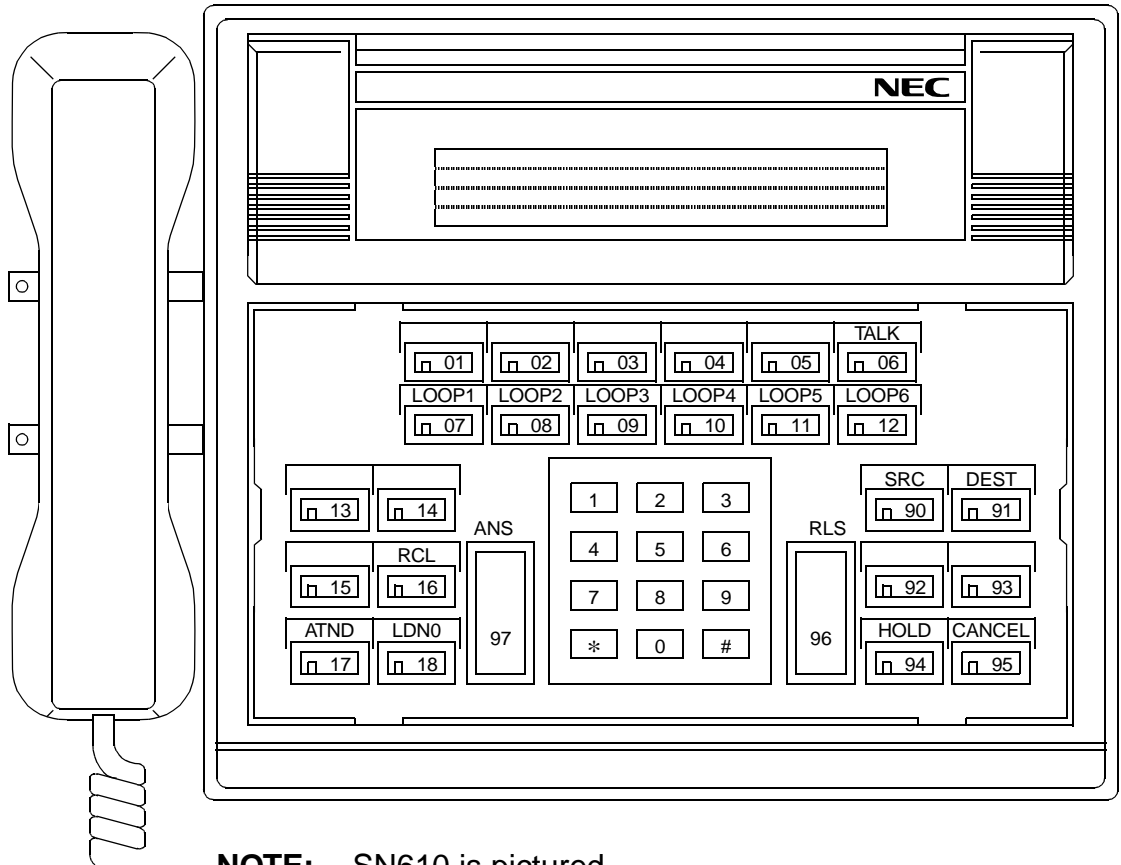 NEC
TALK
01 02 03 04 05 06
LOOP1 LOOP2 LOOP3 LOOP4 LOOP5 LOOP6
07 08 09 10 11 12
SRC DEST
13 14 1 2 3 90 91
ANS RLS
RCL 4 5 6
15 16 7 8 9 92 93
ATND LDN0 97 * 0 # 96 HOLD CANCEL
17 18 94 95
NOTE: SN610 is pictured